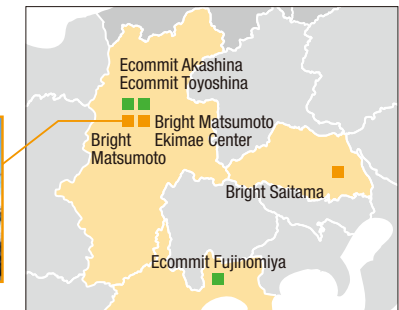 Ecommit Akashina
Ecommit Toyoshina
Bright Matsumoto
Ekimae Center
Bright
Matsumoto
Bright Saitama
Ecommit Fujinomiya